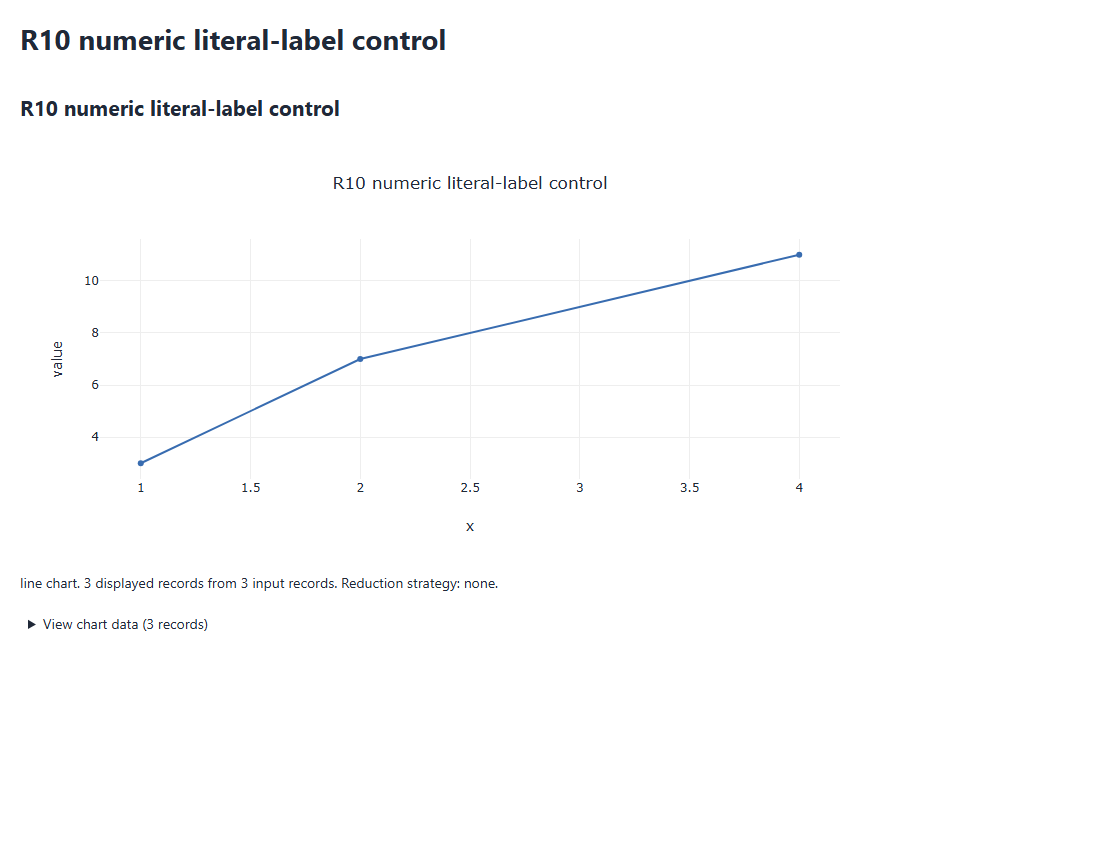 R10 numeric literal-label control
R10 numeric literal-label control
R10 numeric literal-label control
10
8
6
4
value
1 1.5 2 2.5 3 3.5 4
x
line chart. 3 displayed records from 3 input records. Reduction strategy: none.
View chart data (3 records)